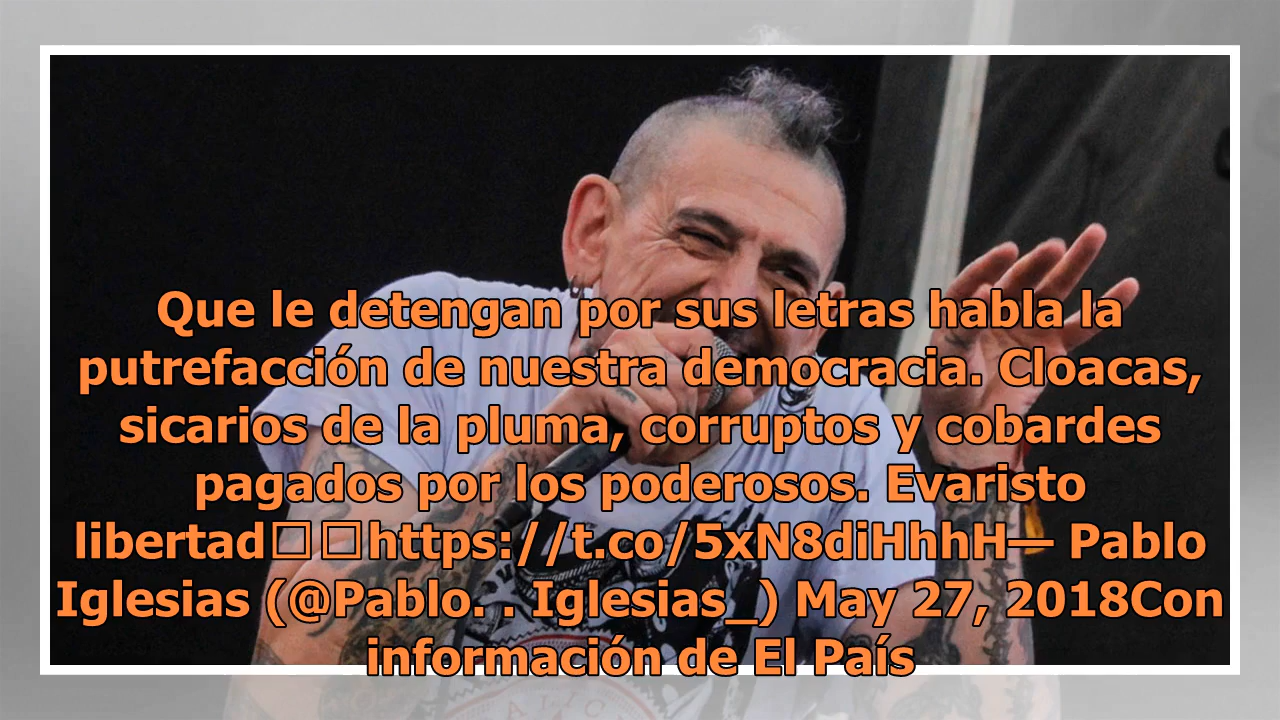 Que le detengan por sus letras habla la
putrefacción de nuestra democracia. Cloacas,
sicarios de la pluma, corruptos y cobardes
pagados por los poderosos. Evaristo
libertad□□https://t.co/5xN8diHhhH— Pablo
Iglesias (@Pablo. . Iglesias_) May 27, 2018Con
información de El País